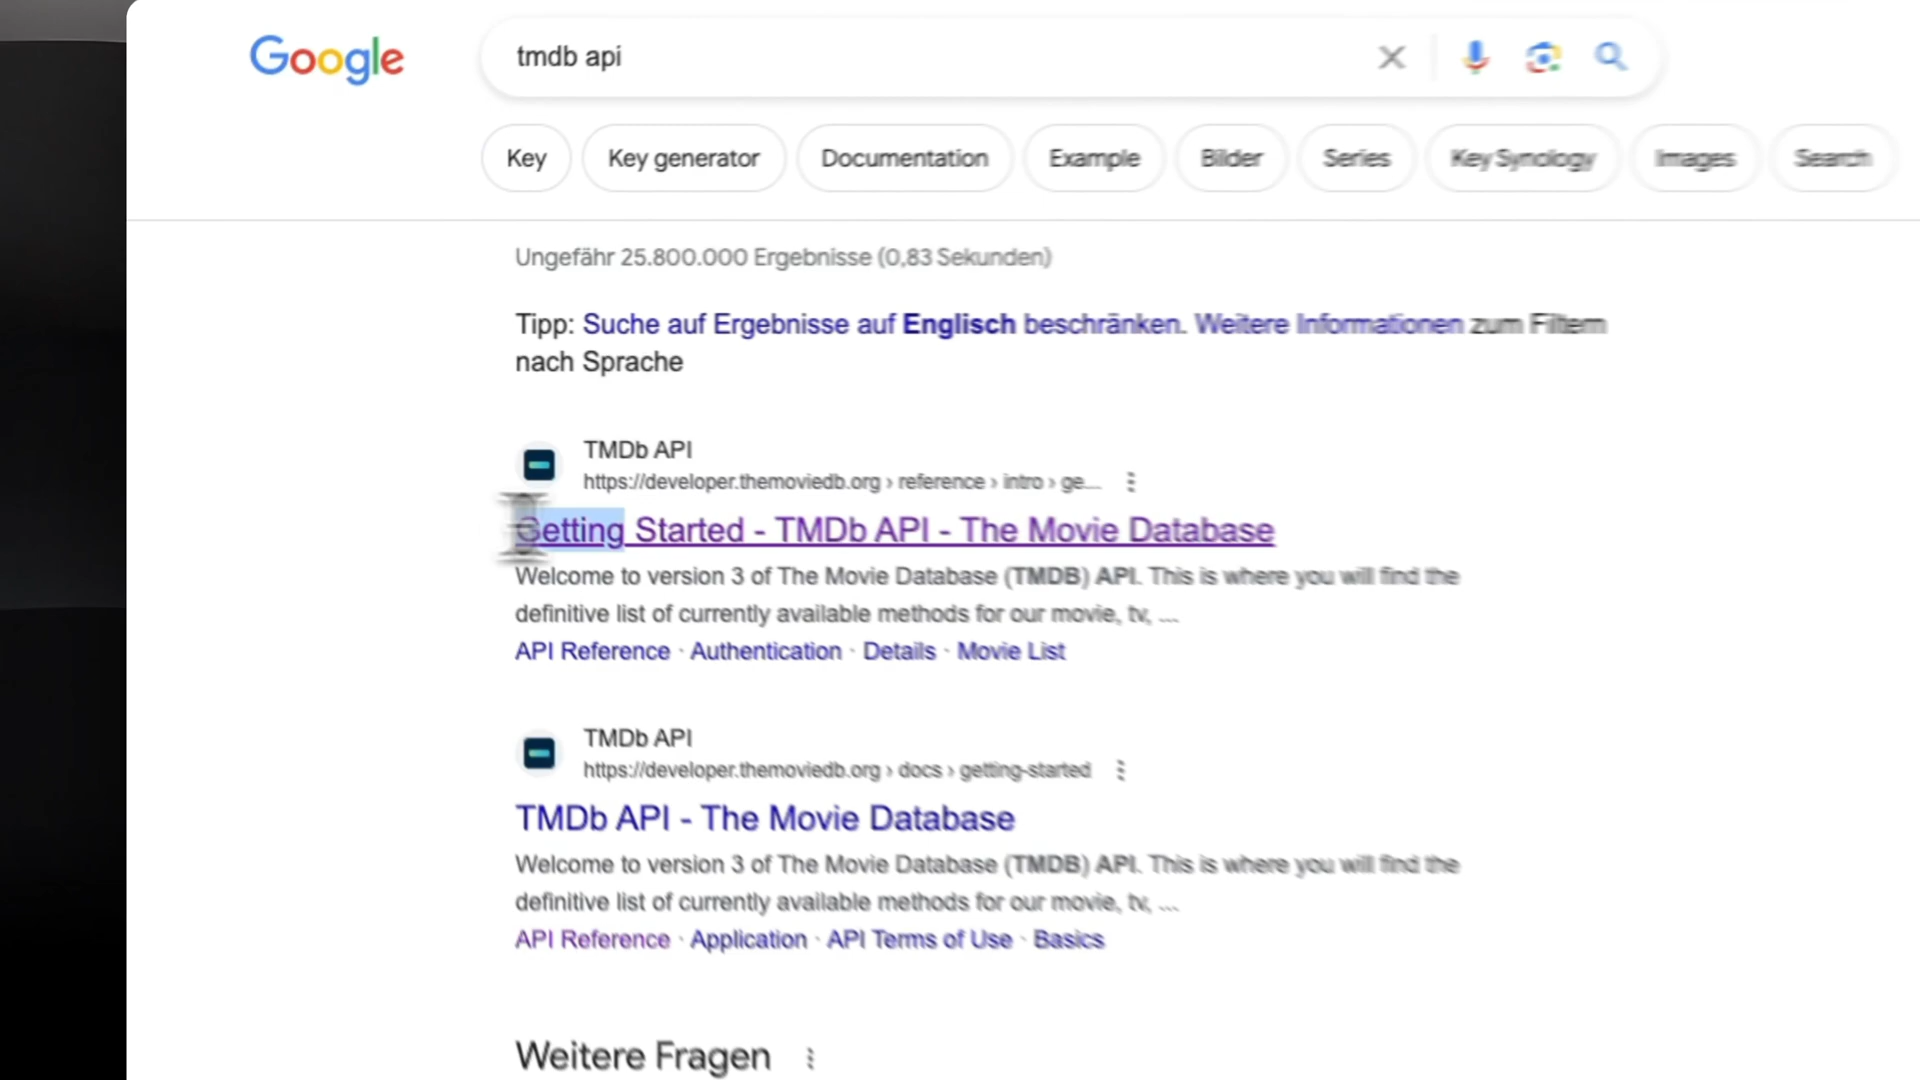 Google
tmdb api
Key
Key generator
Documentation
Example
Bilder
Series
Key Synology
Images
Search
Ungefähr 25.800.000 Ergebnisse (0,83 Sekunden)
Tipp: Suche auf Ergebnisse auf Englisch beschränken. Weitere Informationen zum Filtern
nach Sprache
TMDb API
https://developer.themoviedb.org › reference › intro › ge...
Getting Started - TMDb API - The Movie Database
Welcome to version 3 of The Movie Database (TMDB) API. This is where you will find the
definitive list of currently available methods for our movie, tv, ...
API Reference · Authentication · Details · Movie List
TMDb API
https://developer.themoviedb.org › docs › getting-started
TMDb API - The Movie Database
Welcome to version 3 of The Movie Database (TMDB) API. This is where you will find the
definitive list of currently available methods for our movie, tv, ...
API Reference · Application · API Terms of Use · Basics
Weitere Fragen